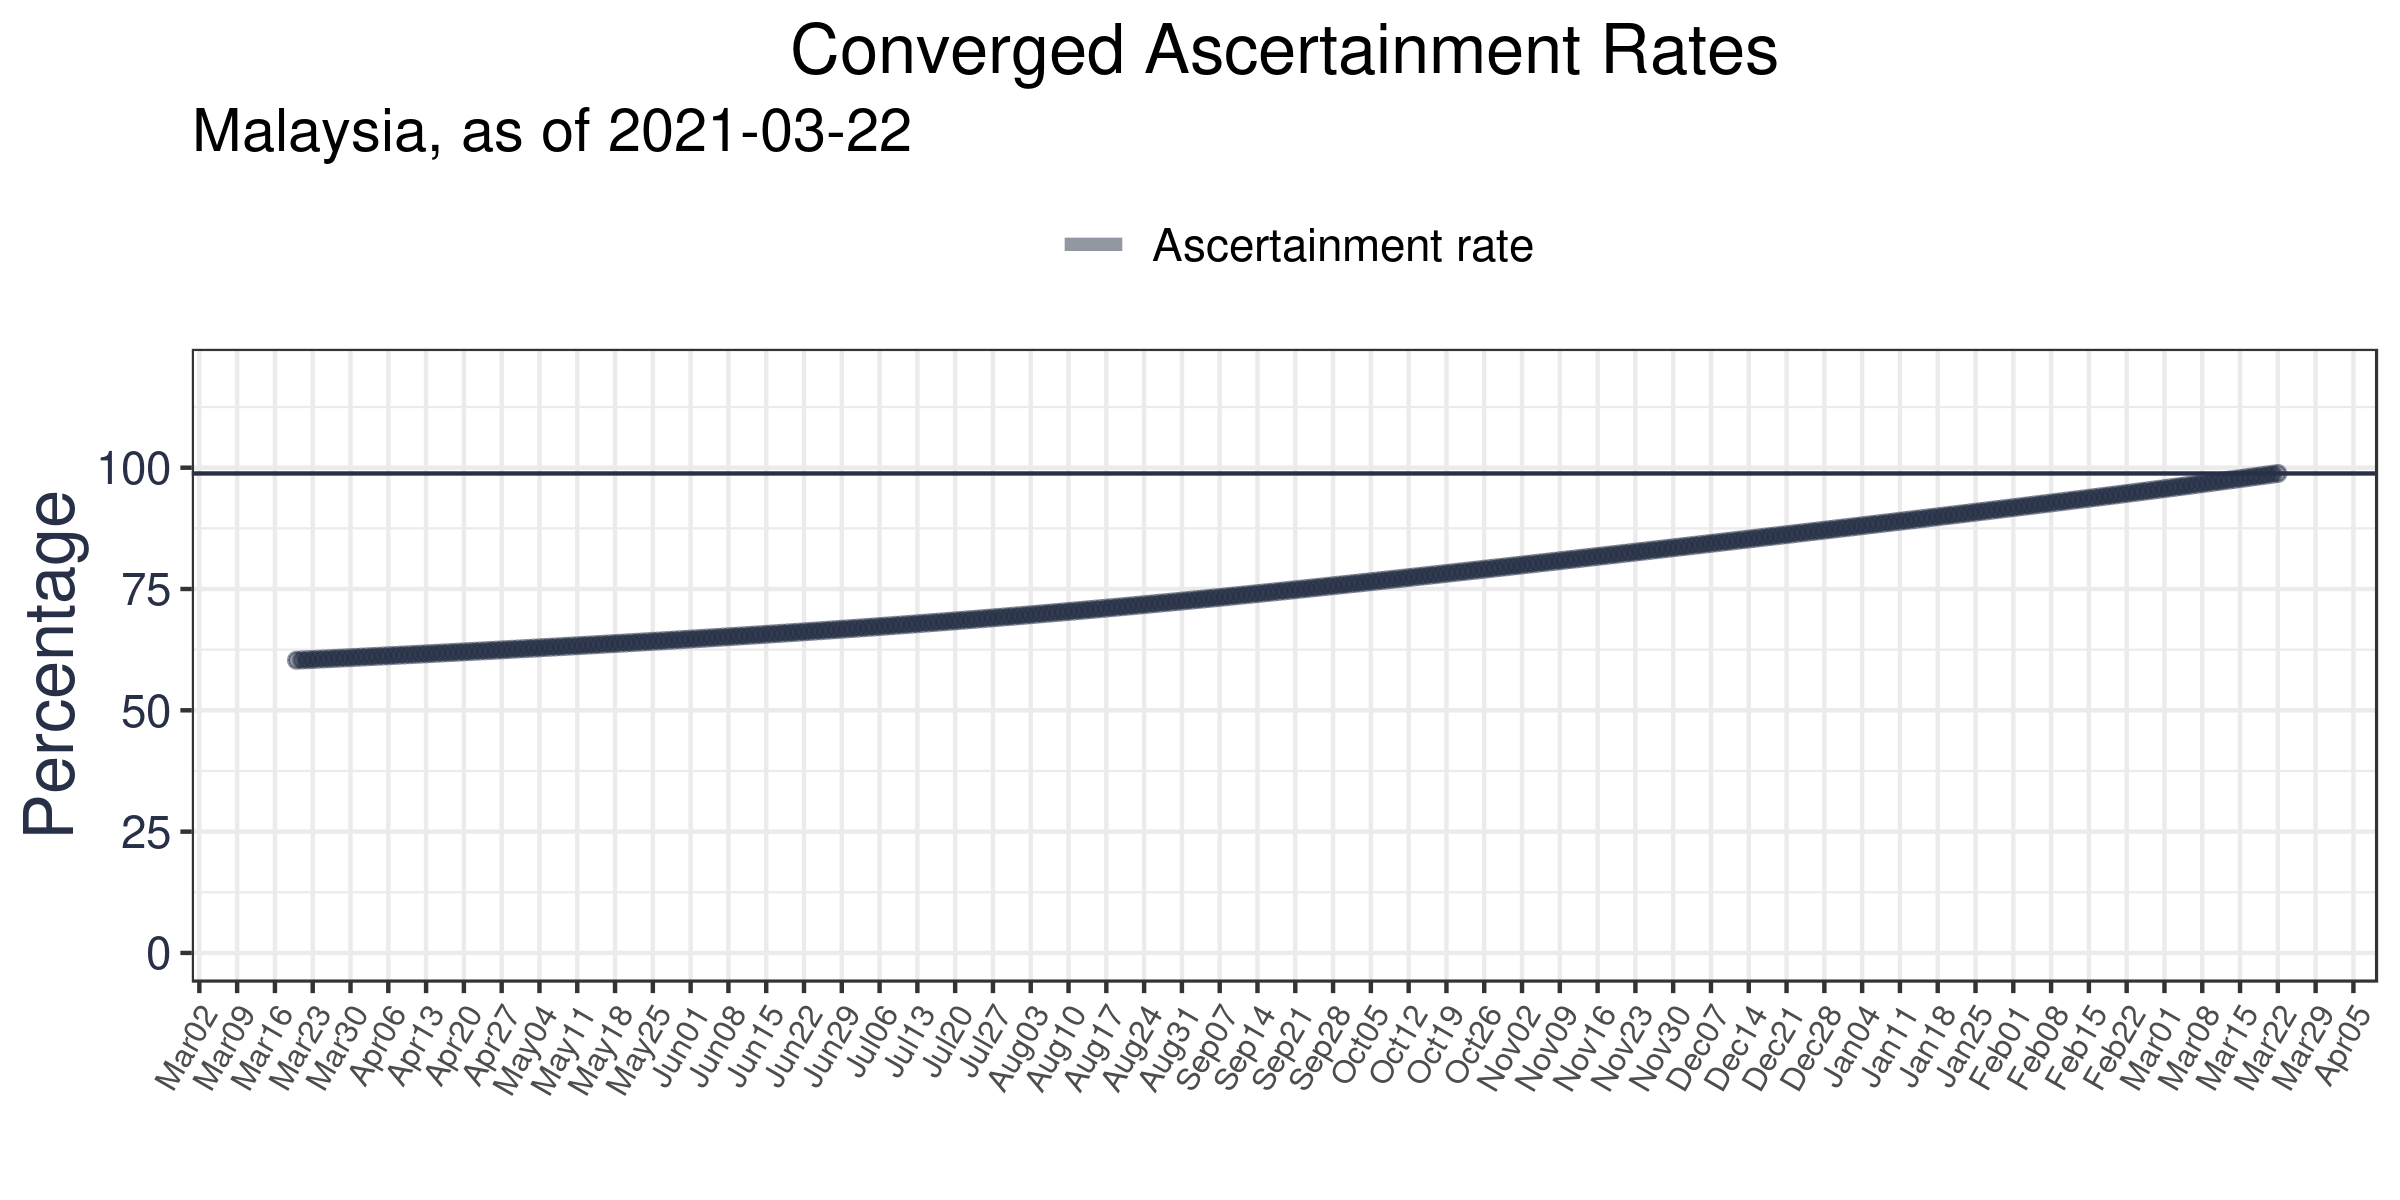 Converged Ascertainment Rates
Malaysia, as of 2021-03-22
Ascertainment rate
Percentage
100
75
50
25
0
Mar02 Mar09 Mar16 Mar23 Mar30 Apr06 Apr13 Apr20 Apr27 May04 May11 May18 May25 Jun01 Jun08 Jun15 Jun22 Jun29 Jul06 Jul13 Jul20 Jul27 Aug03 Aug10 Aug17 Aug24 Aug31 Sep07 Sep14 Sep21 Sep28 Oct05 Oct12 Oct19 Oct26 Nov02 Nov09 Nov16 Nov23 Nov30 Dec07 Dec14 Dec21 Dec28 Jan04 Jan11 Jan18 Jan25 Feb01 Feb08 Feb15 Feb22 Mar01 Mar08 Mar15 Mar22 Mar29 Apr05